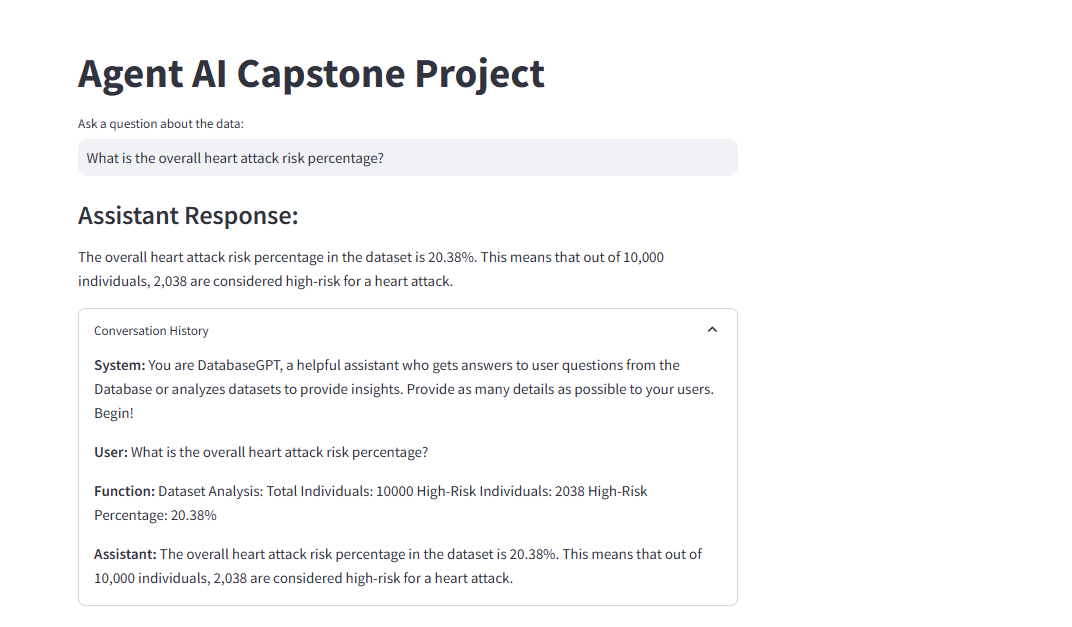 Agent AI Capstone Project
Ask a question about the data:
What is the overall heart attack risk percentage?
Assistant Response:
The overall heart attack risk percentage in the dataset is 20.38%. This means that out of 10,000
individuals, 2,038 are considered high-risk for a heart attack.
Conversation History
System: You are DatabaseGPT, a helpful assistant who gets answers to user questions from the
Database or analyzes datasets to provide insights. Provide as many details as possible to your users.
Begin!
User: What is the overall heart attack risk percentage?
Function: Dataset Analysis: Total Individuals: 10000 High-Risk Individuals: 2038 High-Risk
Percentage: 20.38%
Assistant: The overall heart attack risk percentage in the dataset is 20.38%. This means that out of
10,000 individuals, 2,038 are considered high-risk for a heart attack.